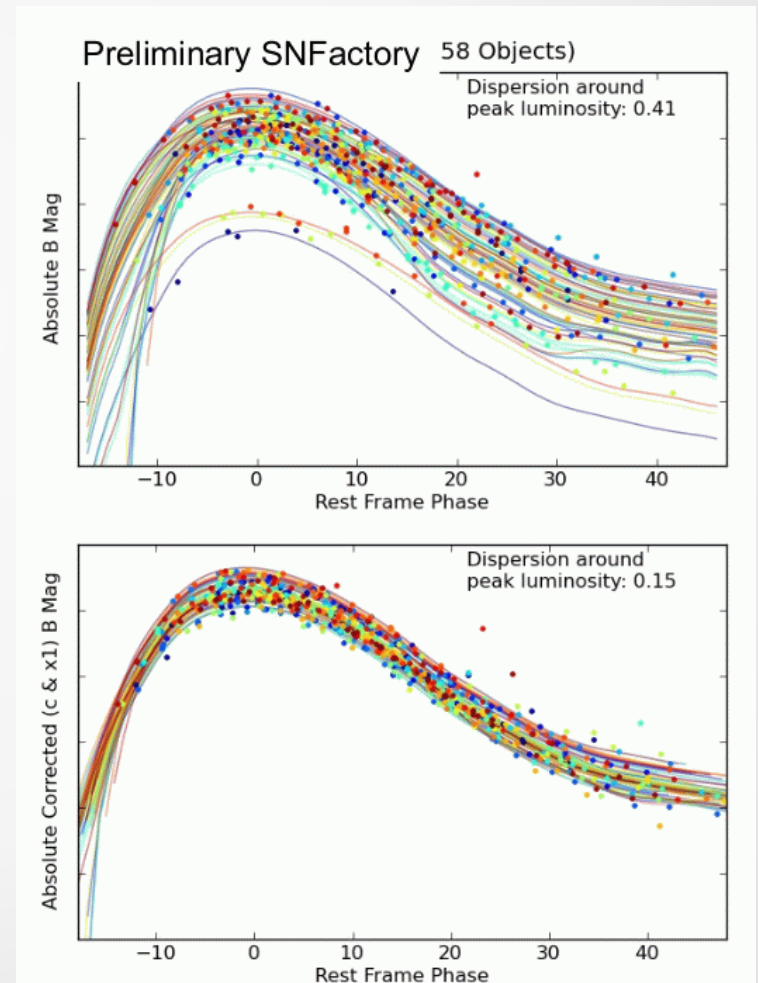 Preliminary SNFactory 58 Objects)
Dispersion around
peak luminosity: 0.41
Absolute B Mag
−10 0 10 20 30 40
Rest Frame Phase
Dispersion around
peak luminosity: 0.15
Absolute Corrected (c & x1) B Mag
−10 0 10 20 30 40
Rest Frame Phase